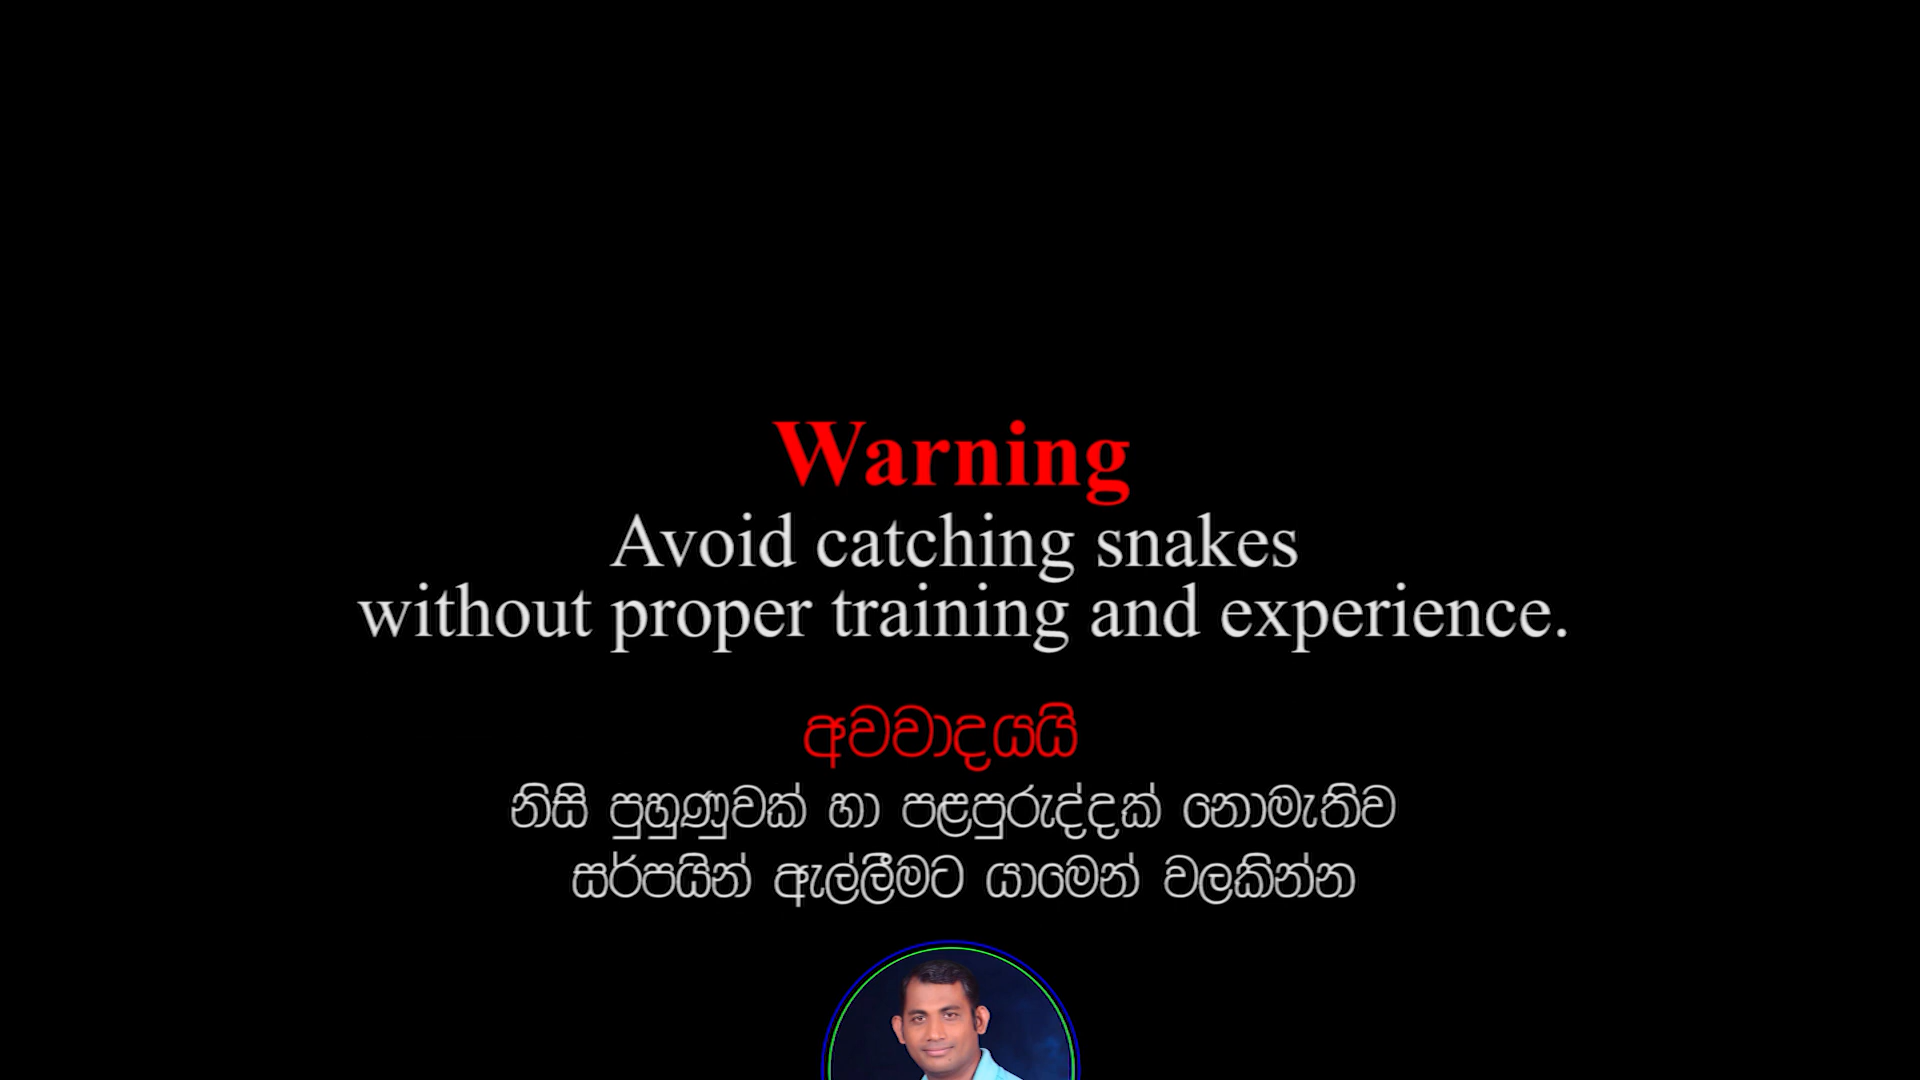 Warning
Avoid catching snakes
without proper training and experience.
අවවාදයයි
නිසි පුහුණුවක් හා පළපුරුද්දක් නොමැතිව
සර්පයින් ඇල්ලීමට යාමෙන් වලකින්න